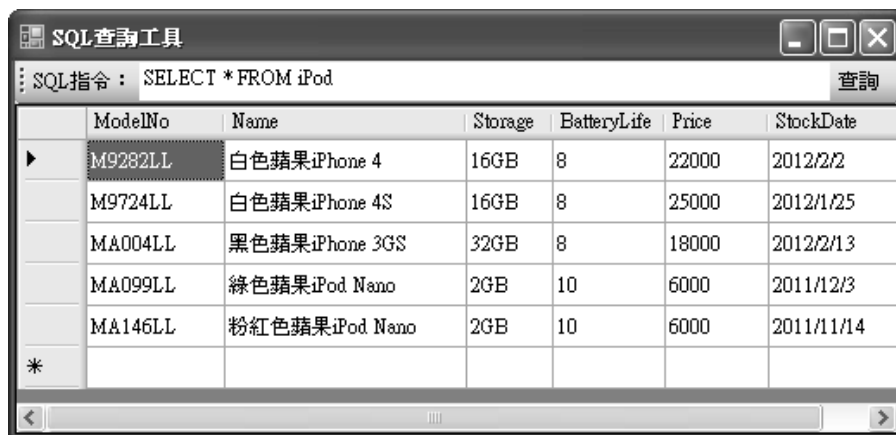 SQL查詢工具
SQL指令： SELECT * FROM iPod 查詢
ModelNo Name Storage BatteryLife Price StockDate
M9282LL 白色蘋果iPhone 4 16GB 8 22000 2012/2/2
M9724LL 白色蘋果iPhone 4S 16GB 8 25000 2012/1/25
MA004LL 黑色蘋果iPhone 3GS 32GB 8 18000 2012/2/13
MA099LL 綠色蘋果iPod Nano 2GB 10 6000 2011/12/3
MA146LL 粉紅色蘋果iPod Nano 2GB 10 6000 2011/11/14